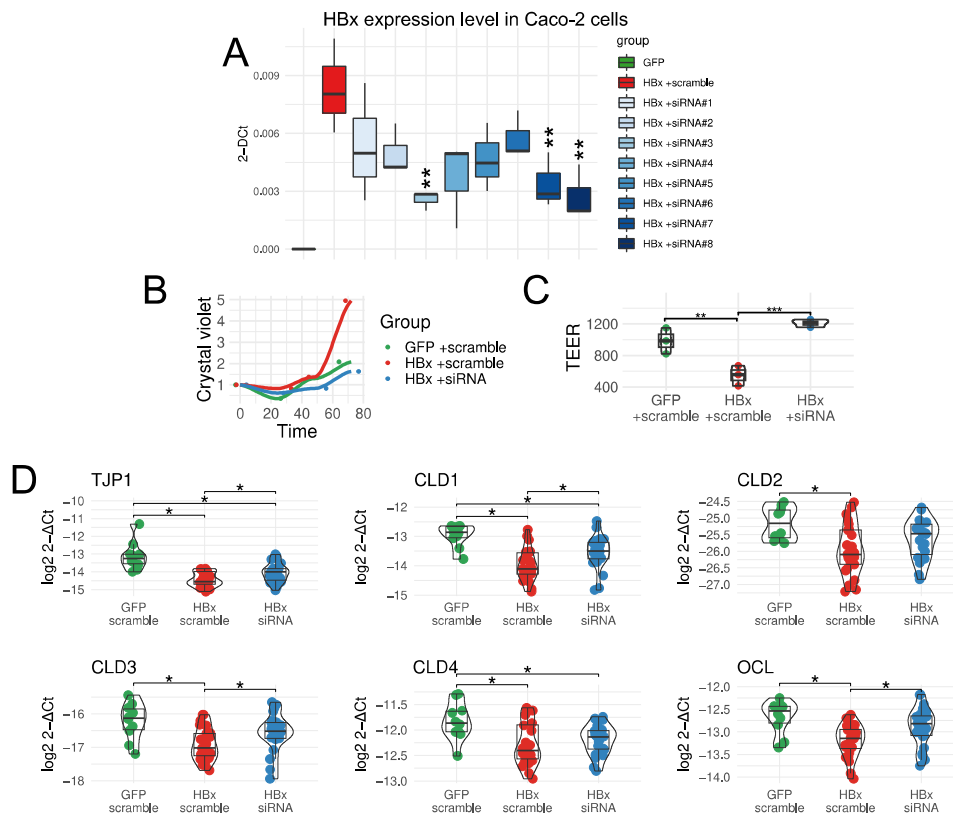 HBx expression level in Caco-2 cells
A
2−DCt
0.009
0.006
0.003
0.000
**
**
**
group
GFP
HBx +scramble
HBx +siRNA#1
HBx +siRNA#2
HBx +siRNA#3
HBx +siRNA#4
HBx +siRNA#5
HBx +siRNA#6
HBx +siRNA#7
HBx +siRNA#8
B
Crystal violet
5
4
3
2
1
0 20 40 60 80
Time
Group
GFP +scramble
HBx +scramble
HBx +siRNA
C
TEER
1200
800
400
**
***
GFP +scramble
HBx +scramble
HBx +siRNA
D
TJP1
log2 2−ΔCt
−10
−11
−12
−13
−14
−15
*
*
*
GFP scramble
HBx scramble
HBx siRNA
CLD1
log2 2−ΔCt
−12
−13
−14
−15
*
*
*
GFP scramble
HBx scramble
HBx siRNA
CLD2
log2 2−ΔCt
−24.5
−25.0
−25.5
−26.0
−26.5
−27.0
*
GFP scramble
HBx scramble
HBx siRNA
CLD3
log2 2−ΔCt
−16
−17
−18
*
*
GFP scramble
HBx scramble
HBx siRNA
CLD4
log2 2−ΔCt
−11.5
−12.0
−12.5
−13.0
*
*
GFP scramble
HBx scramble
HBx siRNA
OCL
log2 2−ΔCt
−12.0
−12.5
−13.0
−13.5
−14.0
*
*
GFP scramble
HBx scramble
HBx siRNA